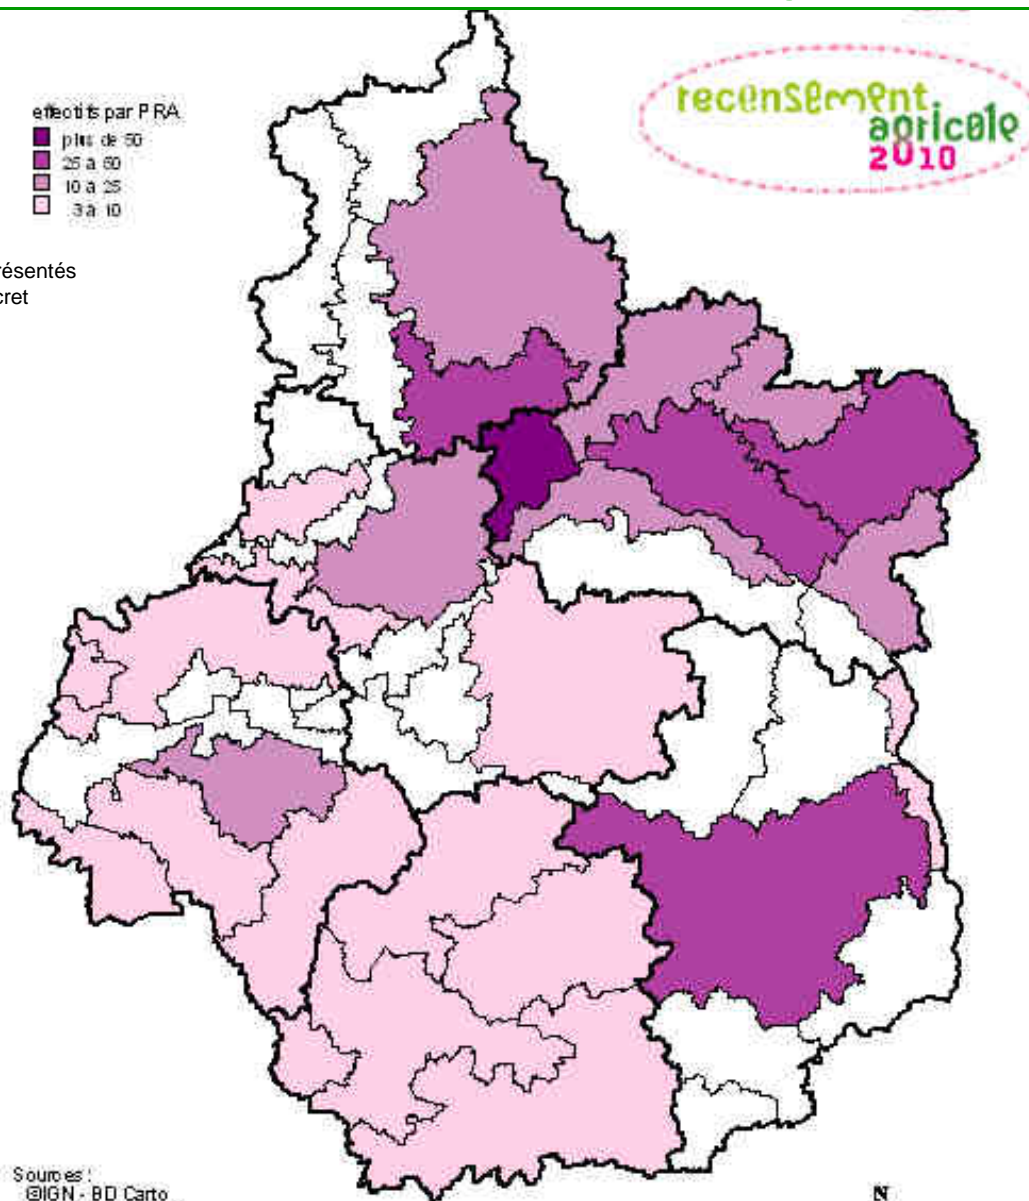 recensement
agricole
2010
effectifs par PRA
plus de 50
25 à 50
10 à 25
3 à 10
résentés
cret
Sources :
©IGN - BD Carto
N